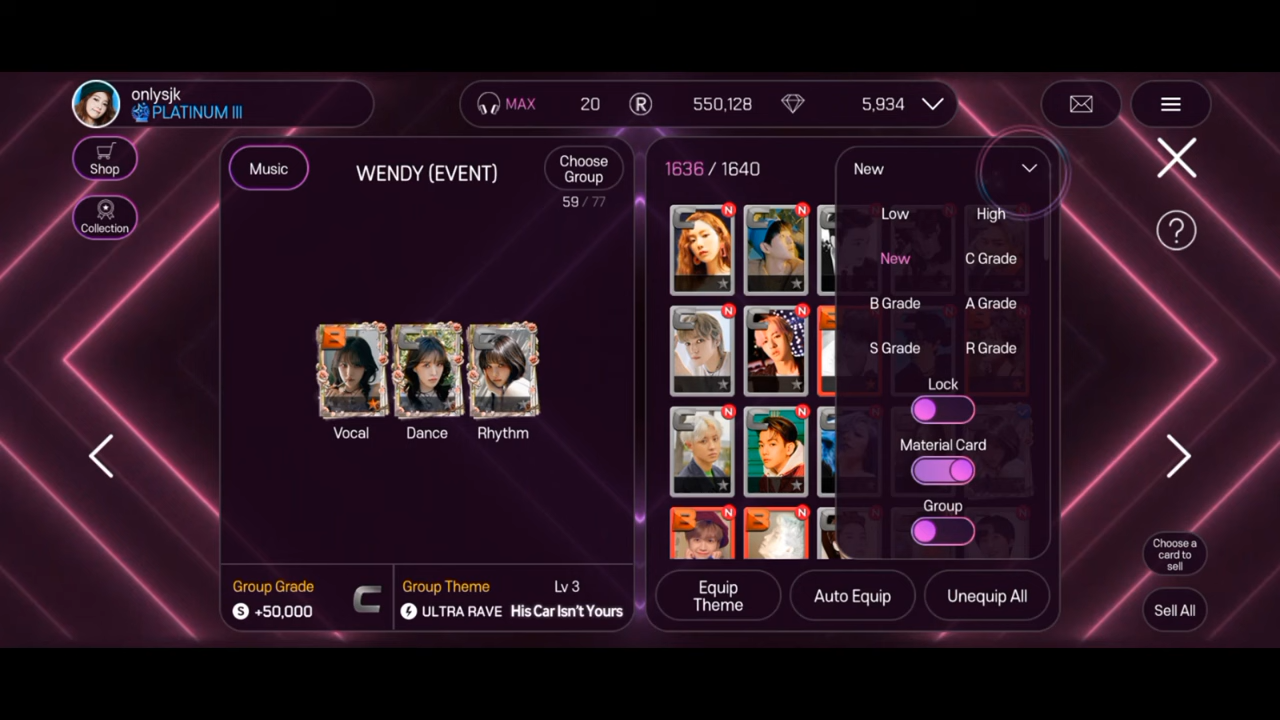 onlysjk
PLATINUM III
MAX
20
R
550,128
5,934
Shop
Collection
Music
WENDY (EVENT)
Choose
Group
59 / 77
B
C
C
Vocal
Dance
Rhythm
Group Grade
S +50,000
C
Group Theme
Lv 3
ULTRA RAVE His Car Isn't Yours
1636 / 1640
New
Low
High
New
C Grade
B Grade
A Grade
S Grade
R Grade
Lock
Material Card
Group
C N
C N
C
C N
C N
B
C N
C N
C
B N
B N
C
Equip
Theme
Auto Equip
Unequip All
?
Choose a
card to
sell
Sell All